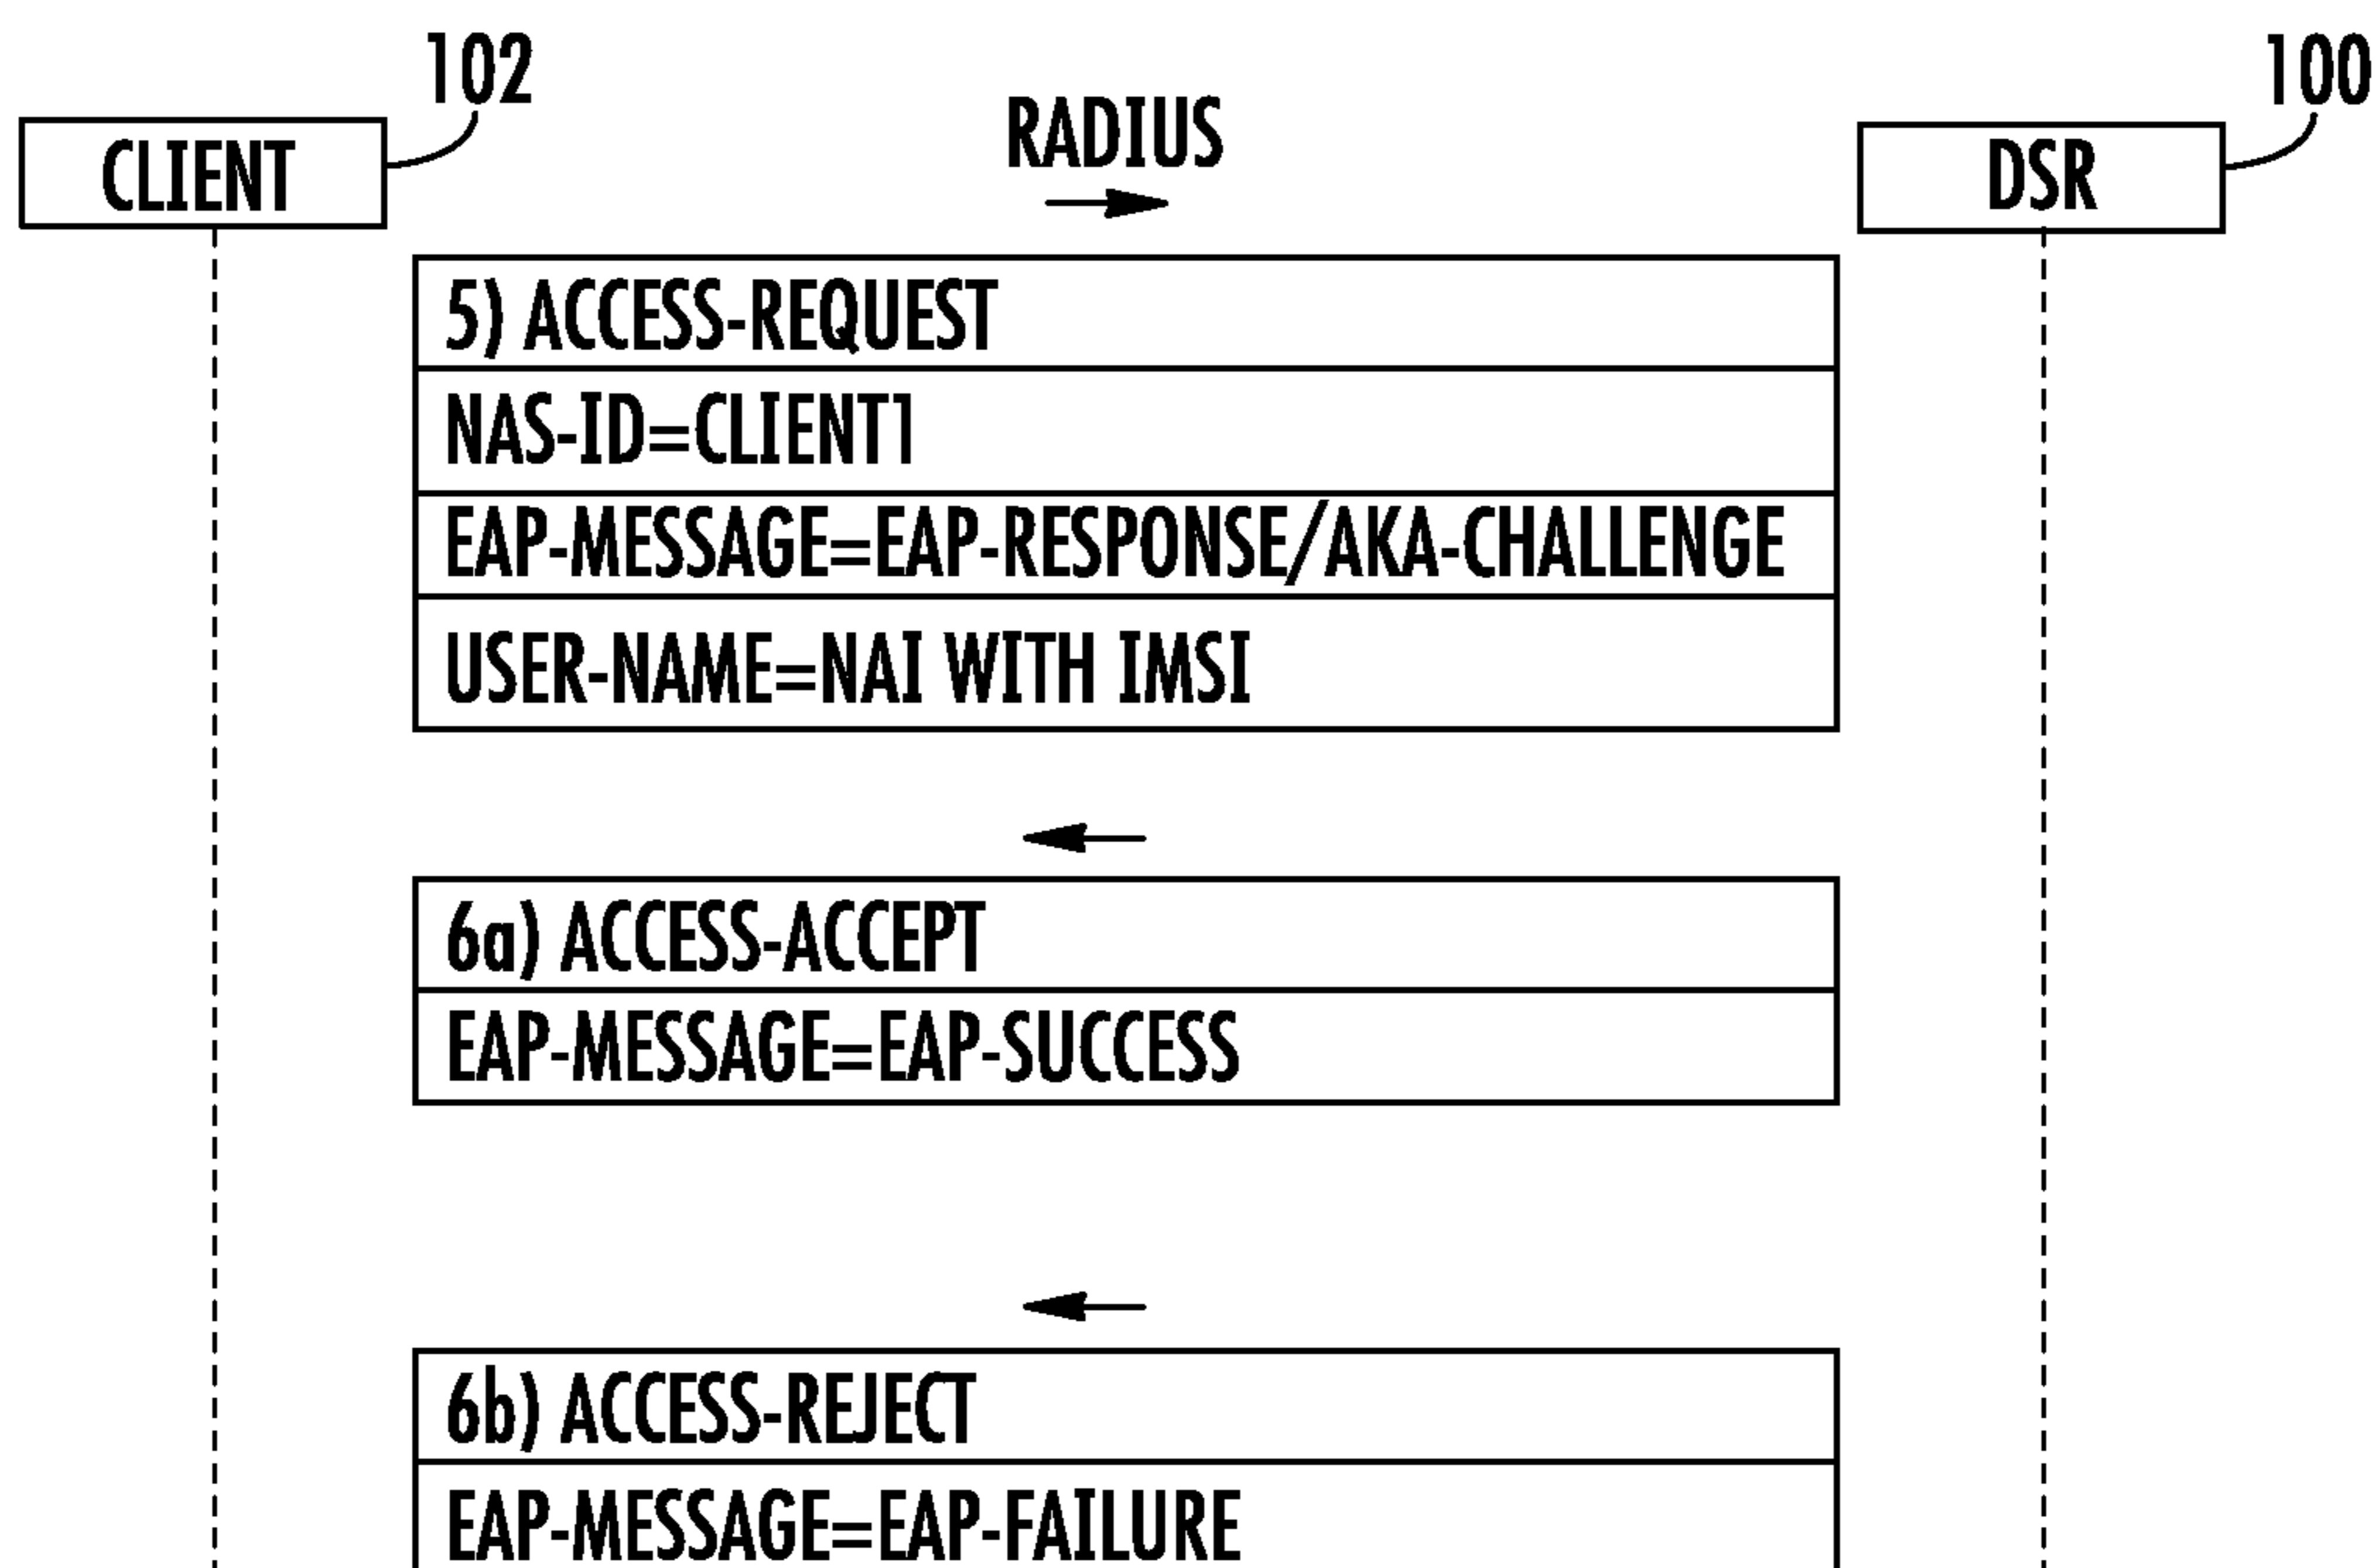 102
100
CLIENT
RADIUS
DSR
5) ACCESS-REQUEST
NAS-ID=CLIENT1
EAP-MESSAGE=EAP-RESPONSE/AKA-CHALLENGE
USER-NAME=NAI WITH IMSI
6a) ACCESS-ACCEPT
EAP-MESSAGE=EAP-SUCCESS
6b) ACCESS-REJECT
EAP-MESSAGE=EAP-FAILURE